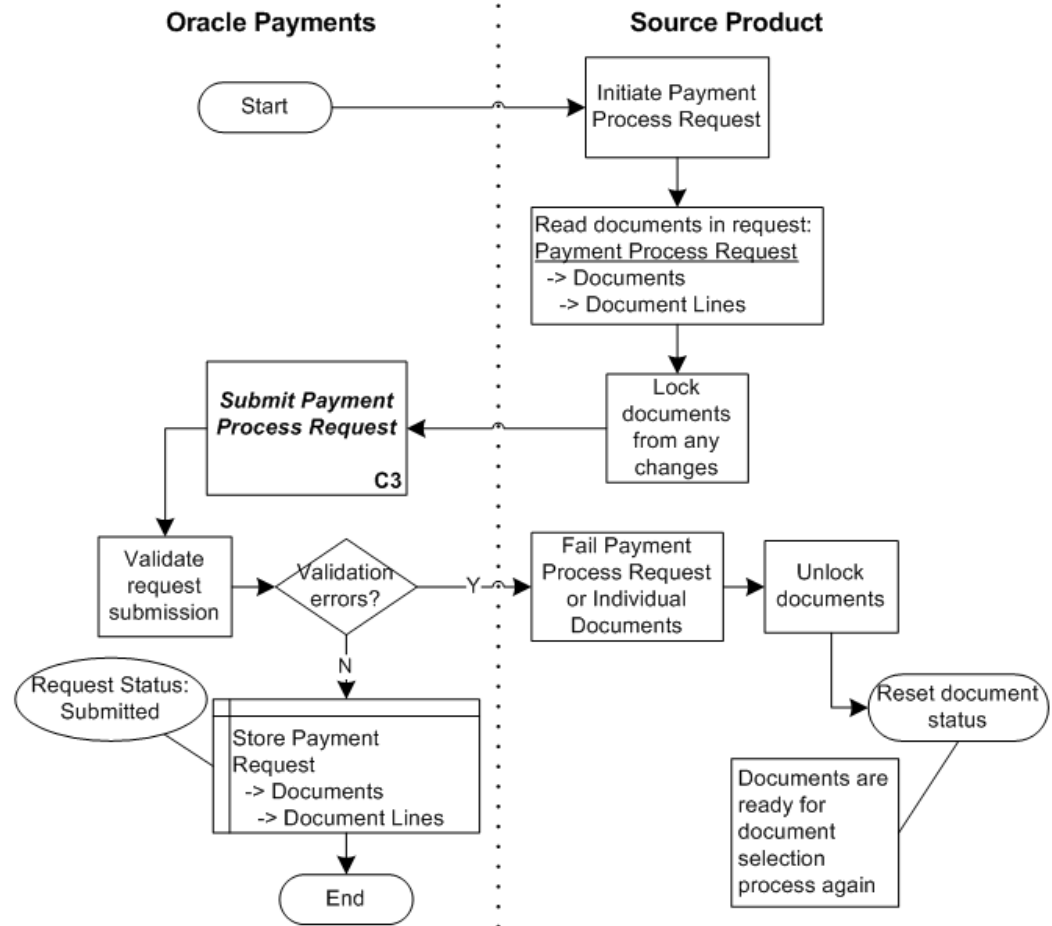 Oracle Payments
Source Product
Start
Initiate Payment
Process Request
Read documents in request:
Payment Process Request
-> Documents
-> Document Lines
Lock
documents
from any
changes
Submit Payment
Process Request
C3
Validate
request
submission
Validation
errors?
Y
Fail Payment
Process Request
or Individual
Documents
Unlock
documents
N
Request Status:
Submitted
Reset document
status
Store Payment
Request
-> Documents
-> Document Lines
Documents are
ready for
document
selection
process again
End